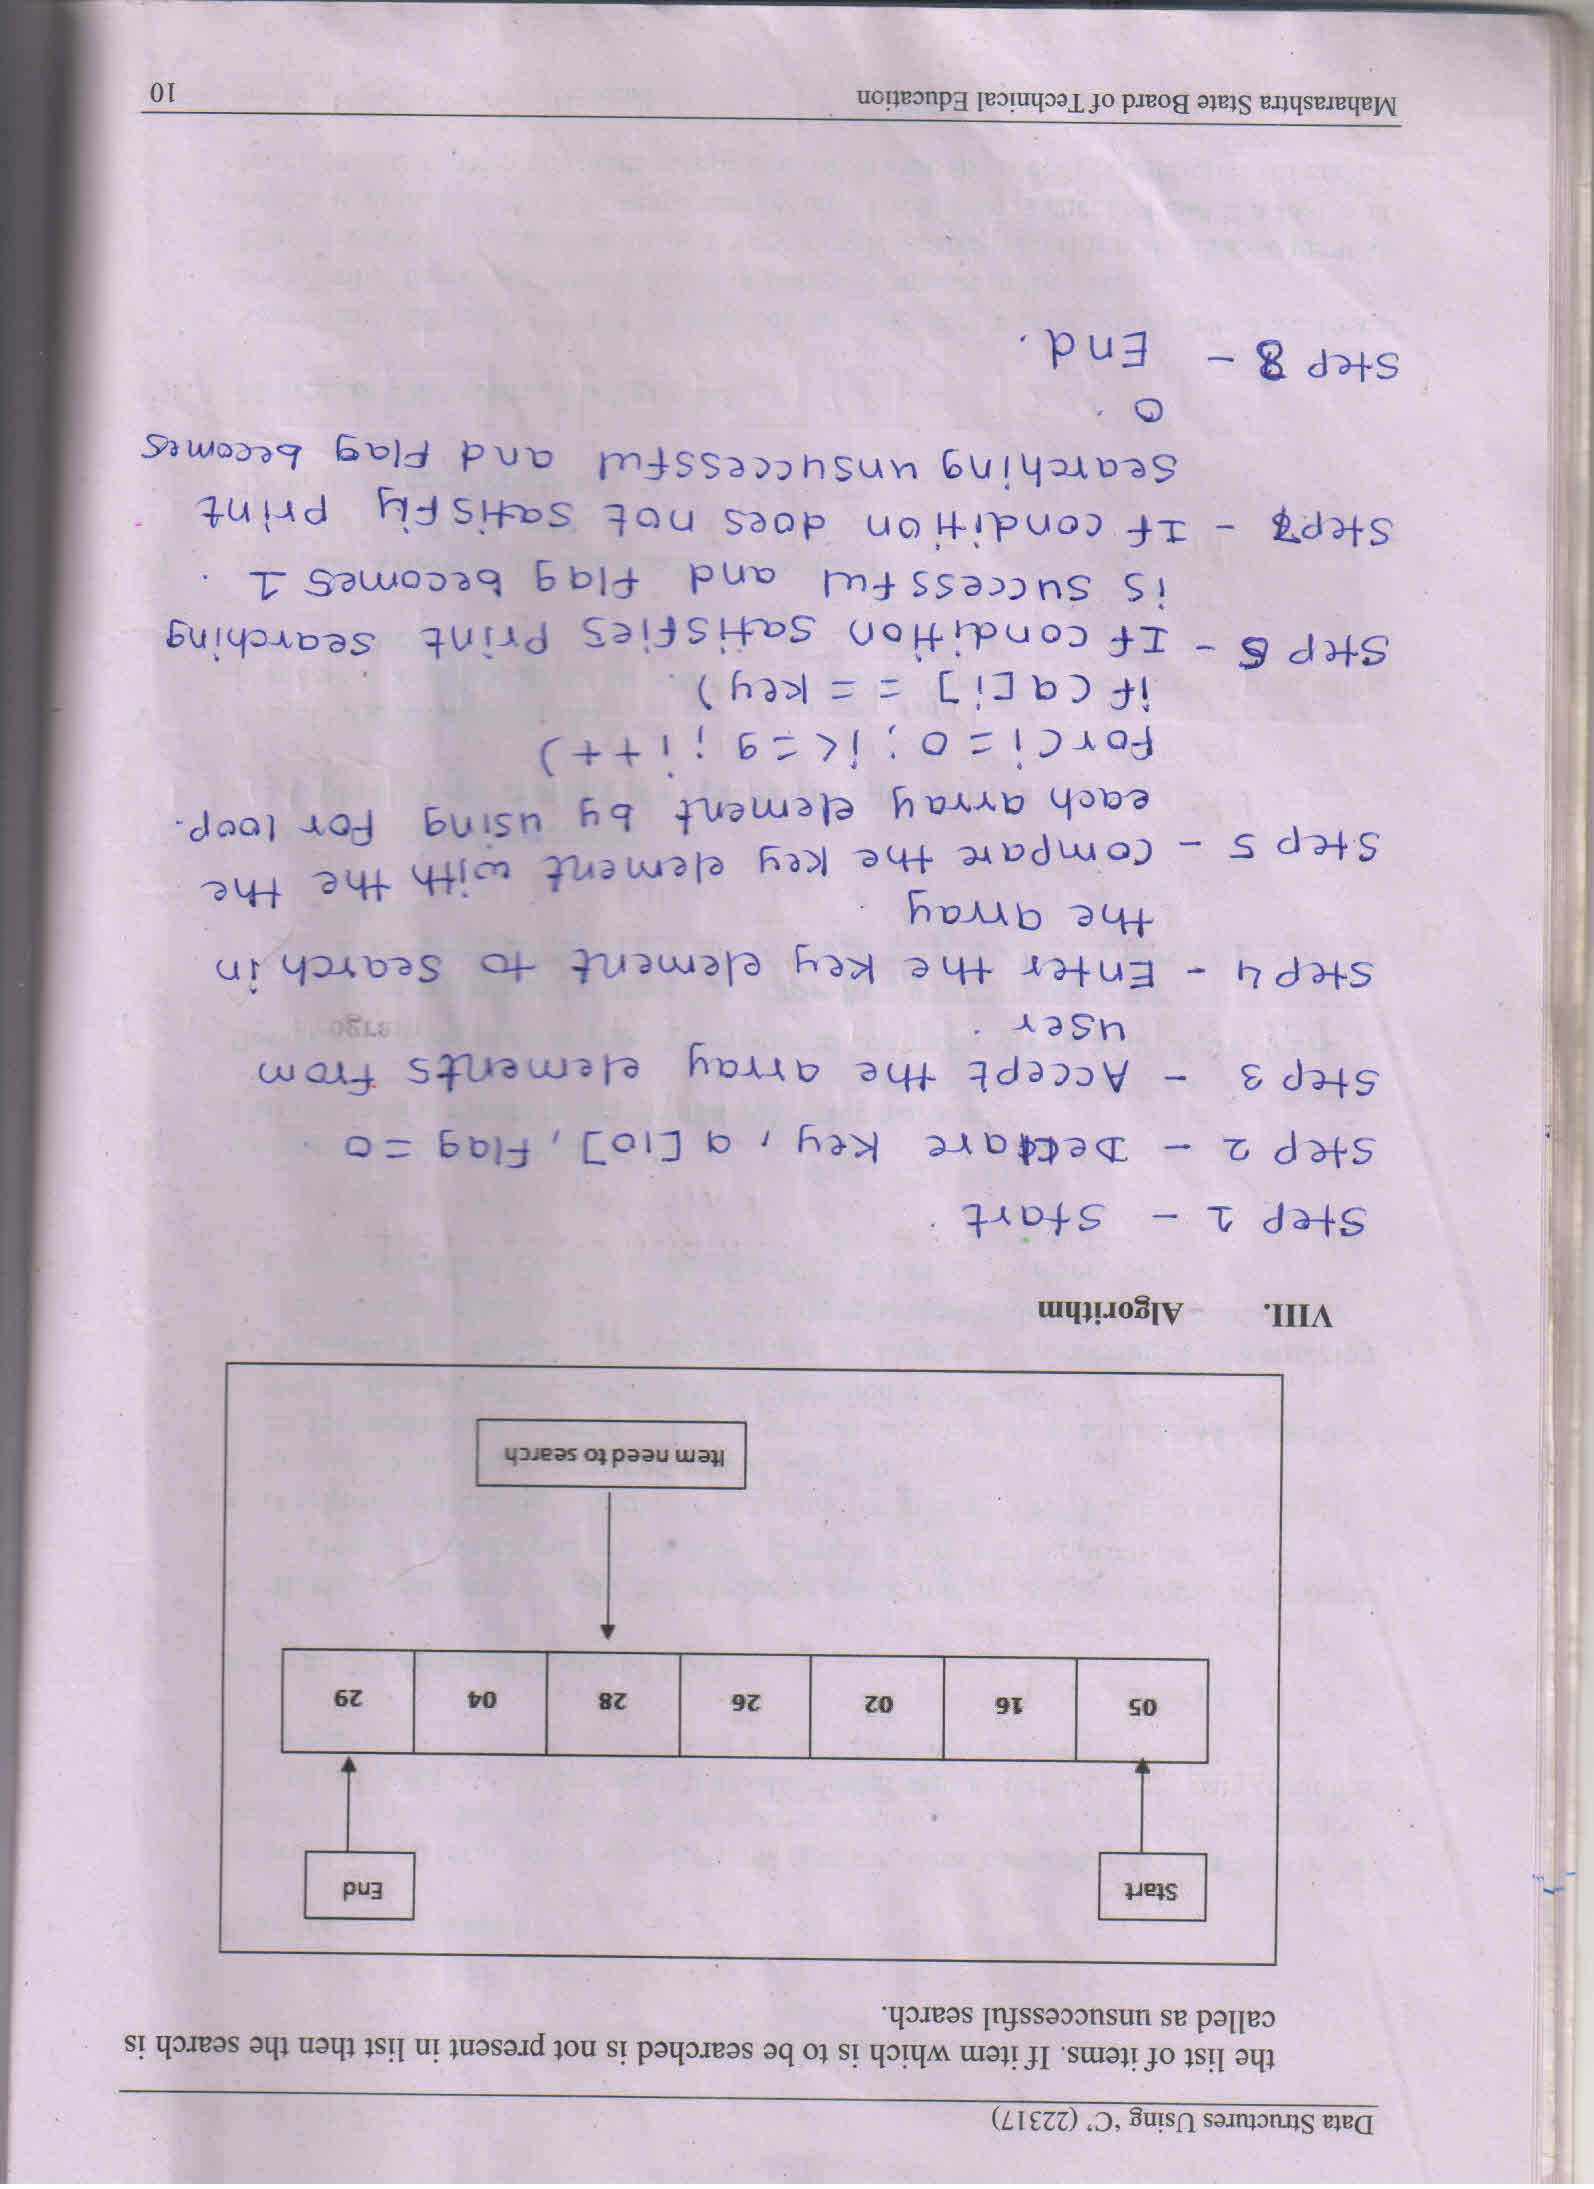 Data Structures Using ‘C’ (22317)
the list of items. If item which is to be searched is not present in list then the search is
called as unsuccessful search.
Start
End
05 16 02 26 28 04 29
Item need to search
VIII. Algorithm
Step 1 - Start.
Step 2 - Declare key, a[10], Flag = 0.
Step 3 - Accept the array elements from
user.
Step 4 - Enter the key element to search in
the array.
Step 5 - Compare the key element with the the
each array element by using for loop.
for(i=0; i<=9; i++)
if(a[i] == key).
Step 6 - If condition satisfies Print searching
is successful and flag becomes 1.
Step 7 - If condition does not satisfiy print
searching unsuccessful and Flag becomes
0.
Step 8 - End.
Maharashtra State Board of Technical Education
10